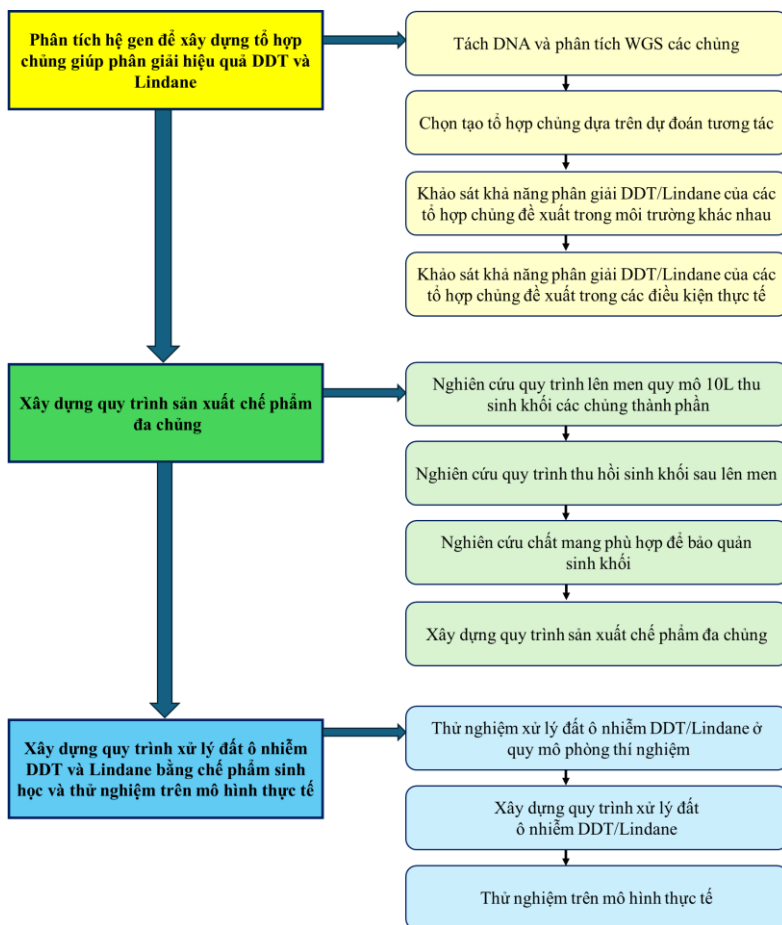 Phân tích hệ gen để xây dựng tổ hợp
chủng giúp phân giải hiệu quả DDT và
Lindane
Tách DNA và phân tích WGS các chủng
Chọn tạo tổ hợp chủng dựa trên dự đoán tương tác
Khảo sát khả năng phân giải DDT/Lindane của các
tổ hợp chủng đề xuất trong môi trường khác nhau
Khảo sát khả năng phân giải DDT/Lindane của các
tổ hợp chủng đề xuất trong các điều kiện thực tế
Xây dựng quy trình sản xuất chế phẩm
đa chủng
Nghiên cứu quy trình lên men quy mô 10L thu
sinh khối các chủng thành phần
Nghiên cứu quy trình thu hồi sinh khối sau lên men
Nghiên cứu chất mang phù hợp để bảo quản
sinh khối
Xây dựng quy trình sản xuất chế phẩm đa chủng
Xây dựng quy trình xử lý đất ô nhiễm
DDT và Lindane bằng chế phẩm sinh
học và thử nghiệm trên mô hình thực tế
Thử nghiệm xử lý đất ô nhiễm DDT/Lindane ở
quy mô phòng thí nghiệm
Xây dựng quy trình xử lý đất
ô nhiễm DDT/Lindane
Thử nghiệm trên mô hình thực tế